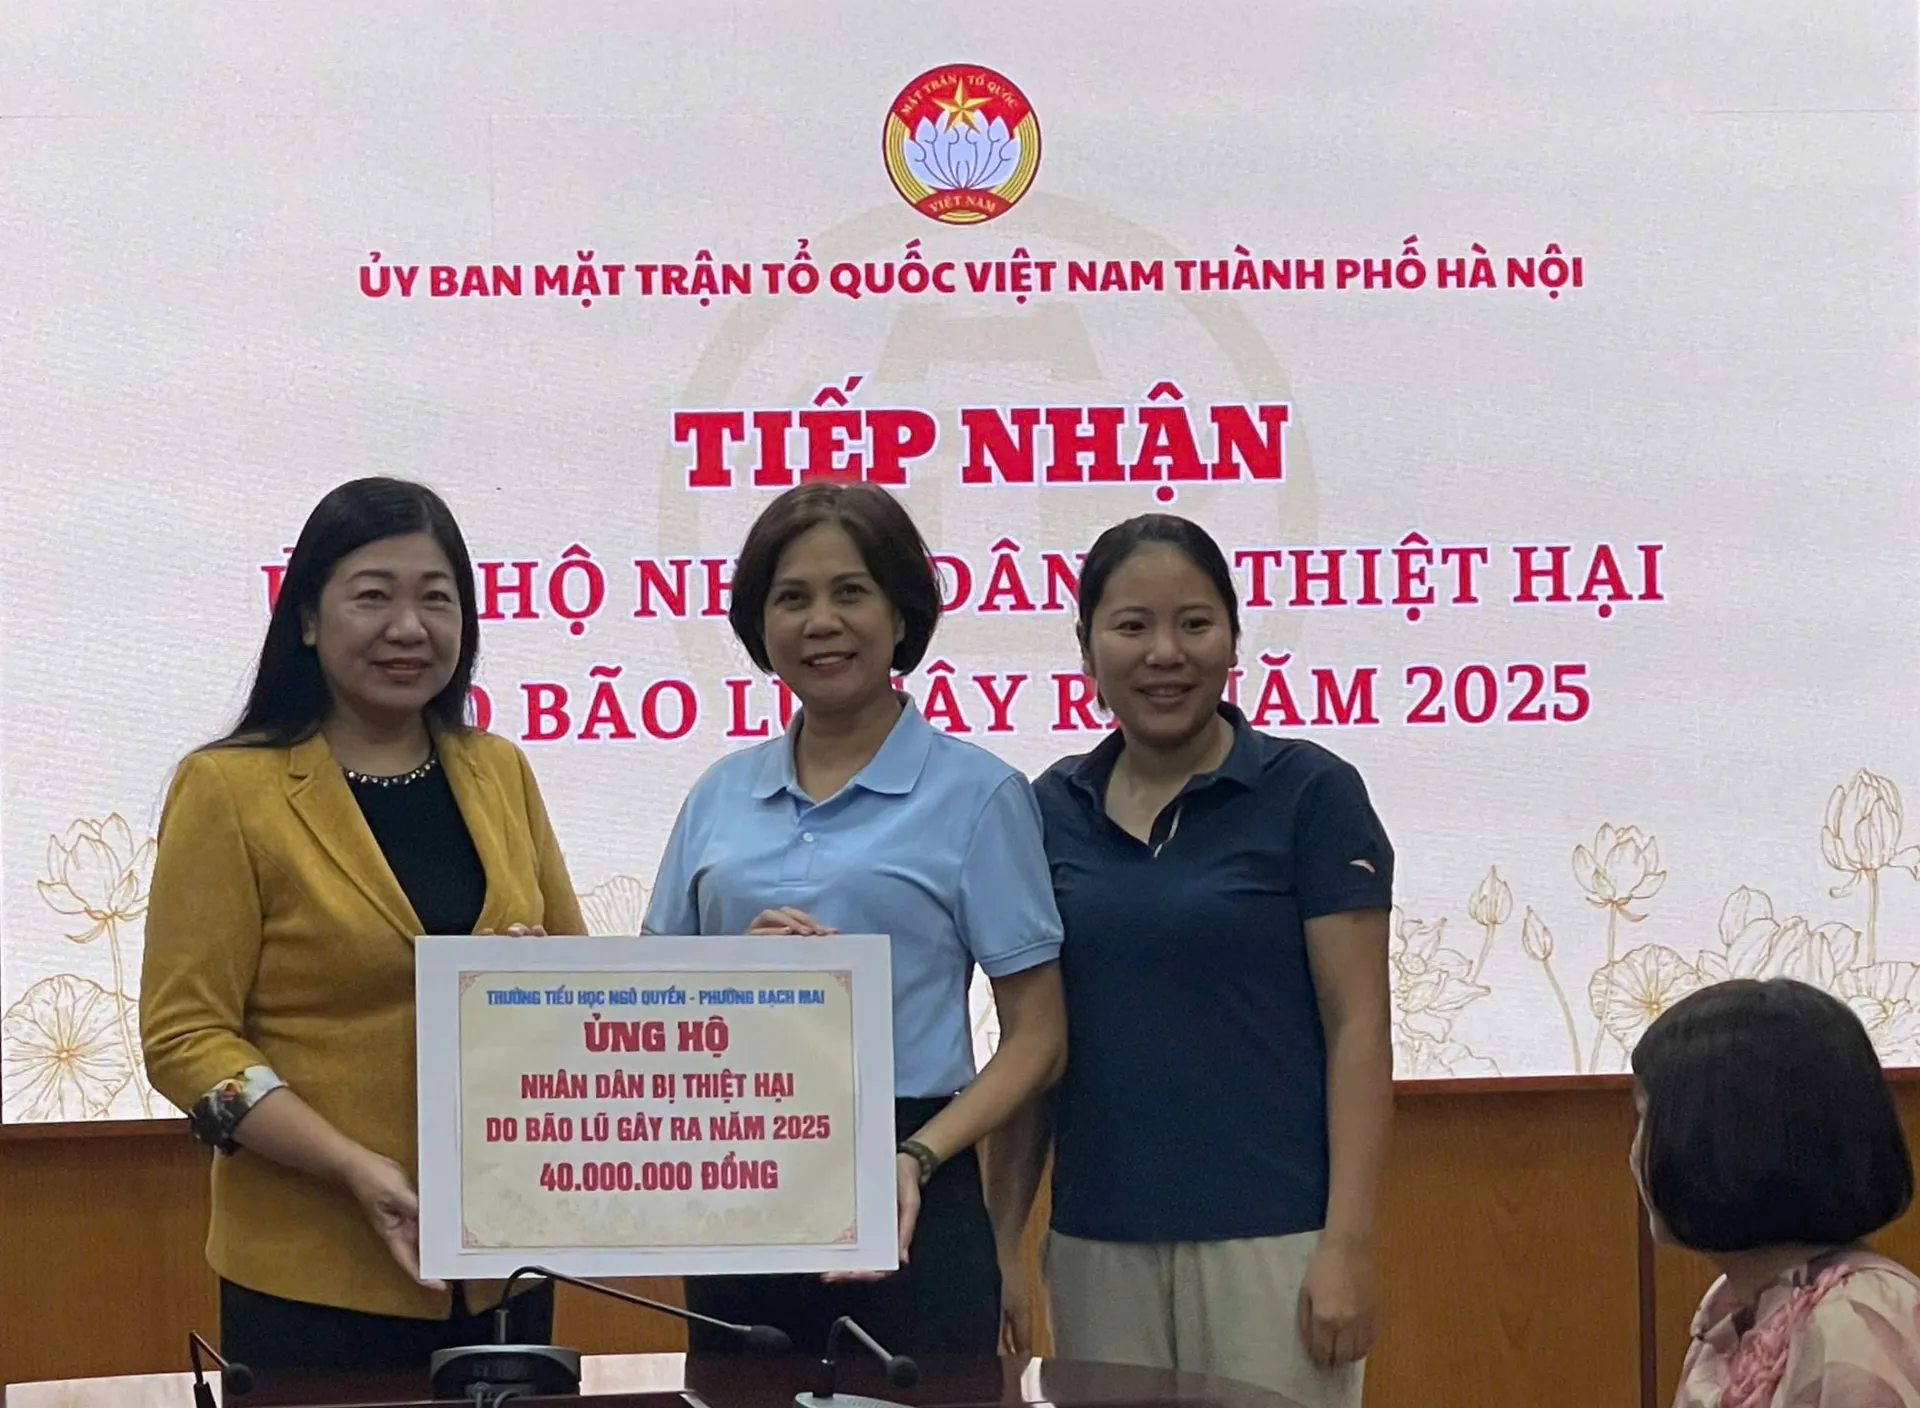 MẶT TRẬN TỔ QUỐC
VIỆT NAM
ỦY BAN MẶT TRẬN TỔ QUỐC VIỆT NAM THÀNH PHỐ HÀ NỘI
TIẾP NHẬN
HỘ DÂN THIỆT HẠI
BÃO LŨ GÂY RA NĂM 2025
TRƯỜNG TIỂU HỌC NGÔ QUYỀN - PHƯỜNG BẠCH MAI
ỦNG HỘ
NHÂN DÂN BỊ THIỆT HẠI
DO BÃO LŨ GÂY RA NĂM 2025
40.000.000 ĐỒNG